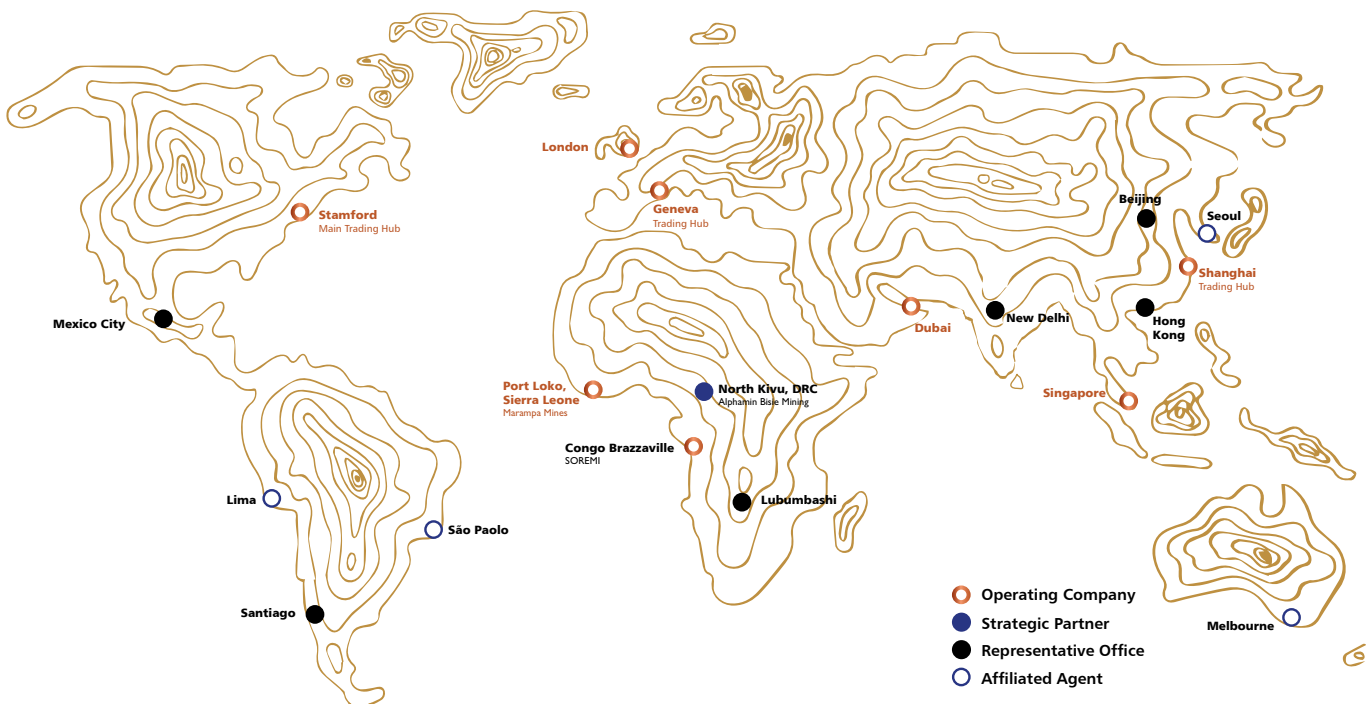 London
Geneva
Trading Hub
Stamford
Main Trading Hub
Beijing
Seoul
Shanghai
Trading Hub
Mexico City
Dubai
New Delhi
Hong
Kong
Port Loko,
Sierra Leone
Marampa Mines
North Kivu, DRC
Alphamin Bisie Mining
Singapore
Congo Brazzaville
SOREMI
Lima
Lubumbashi
São Paolo
Santiago
Melbourne
Operating Company
Strategic Partner
Representative Office
Affiliated Agent